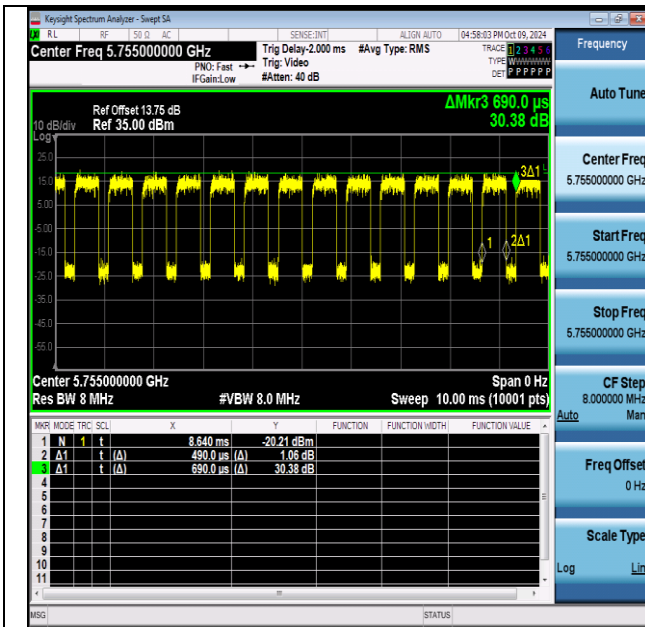 Keysight Spectrum Analyzer - Swept SA
RL RF 50 Ω AC SENSE:INT ALIGN AUTO 04:58:03 PM Oct 09, 2024
Center Freq 5.755000000 GHz Trig Delay-2.000 ms #Avg Type: RMS TRACE 1 2 3 4 5 6
PNO: Fast Trig: Video TYPE WWWWWW
IFGain:Low #Atten: 40 dB DET P P P P P P
Frequency
Ref Offset 13.75 dB ΔMkr3 690.0 µs
10 dB/div Ref 35.00 dBm 30.38 dB
Log
25.0
15.0
5.00
-5.00
-15.0
-25.0
-35.0
-45.0
-55.0
3Δ1
1 2Δ1
Center 5.755000000 GHz Span 0 Hz
Res BW 8 MHz #VBW 8.0 MHz Sweep 10.00 ms (10001 pts)
MKR MODE TRC SCL X Y FUNCTION FUNCTION WIDTH FUNCTION VALUE
1 N 1 t 8.640 ms -20.21 dBm
2 Δ1 t (Δ) 490.0 µs (Δ) 1.06 dB
3 Δ1 t (Δ) 690.0 µs (Δ) 30.38 dB
4
5
6
7
8
9
10
11
MSG STATUS
Auto Tune
Center Freq
5.755000000 GHz
Start Freq
5.755000000 GHz
Stop Freq
5.755000000 GHz
CF Step
8.000000 MHz
Auto Man
Freq Offset
0 Hz
Scale Type
Log Lin